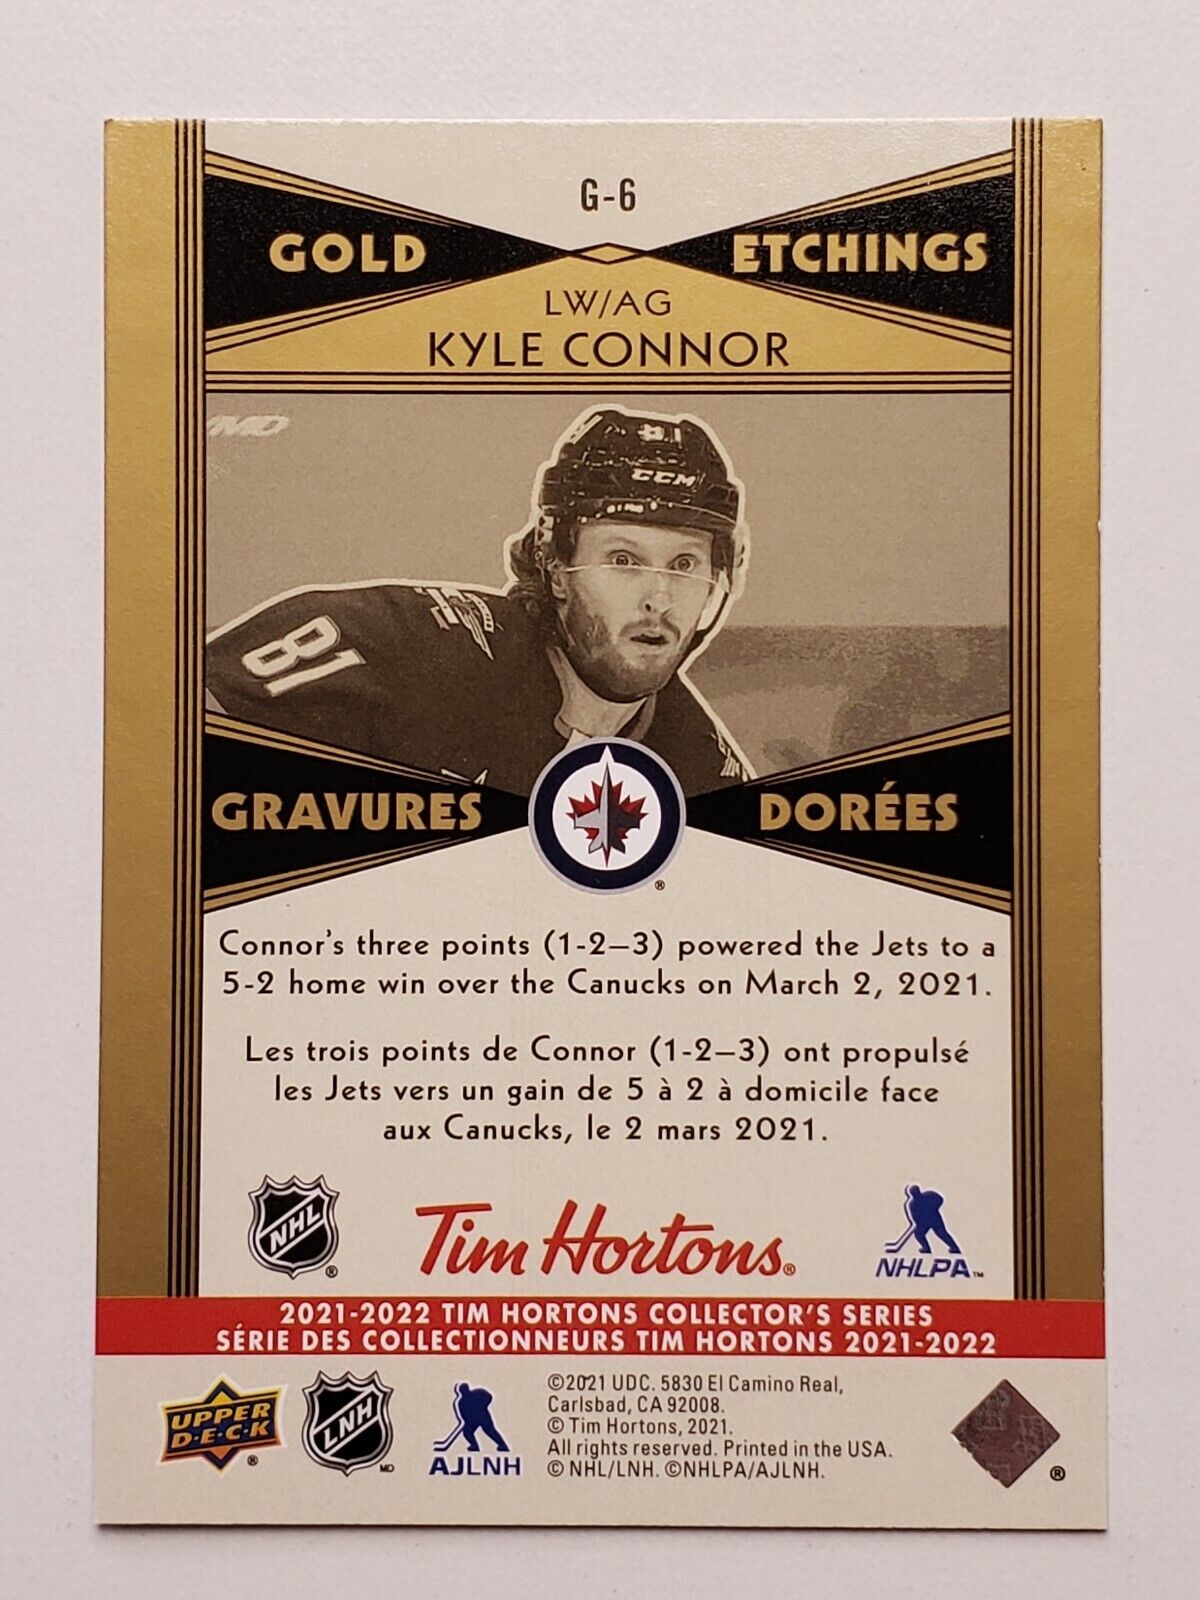 G-6
GOLD ETCHINGS
LW/AG
KYLE CONNOR
#81
CCM
81
GRAVURES DORÉES
®
Connor's three points (1-2–3) powered the Jets to a
5-2 home win over the Canucks on March 2, 2021.
Les trois points de Connor (1-2–3) ont propulsé
les Jets vers un gain de 5 à 2 à domicile face
aux Canucks, le 2 mars 2021.
NHL ®
Tim Hortons®
NHLPA™
2021-2022 TIM HORTONS COLLECTOR'S SERIES
SÉRIE DES COLLECTIONNEURS TIM HORTONS 2021-2022
UPPER
D·E·C·K ®
LNH MD
AJLNH
©2021 UDC. 5830 El Camino Real,
Carlsbad, CA 92008.
© Tim Hortons, 2021.
All rights reserved. Printed in the USA.
© NHL/LNH. ©NHLPA/AJLNH.
®